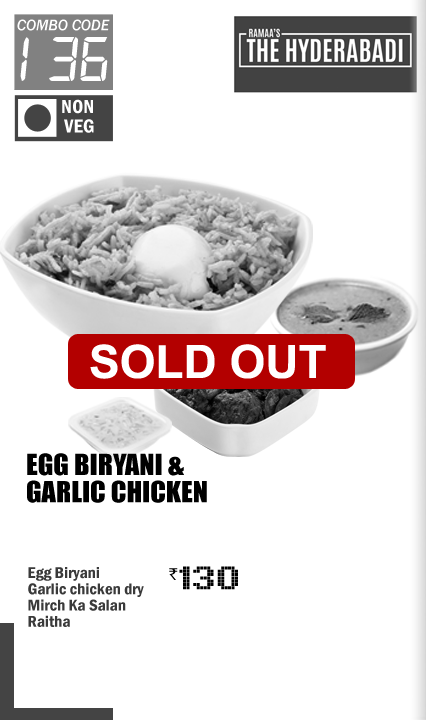 COMBO CODE
136
NON
VEG
RAMAA'S
THE HYDERABADI
SOLD OUT
EGG BIRYANI &
GARLIC CHICKEN
Egg Biryani
Garlic chicken dry
Mirch Ka Salan
Raitha
₹130